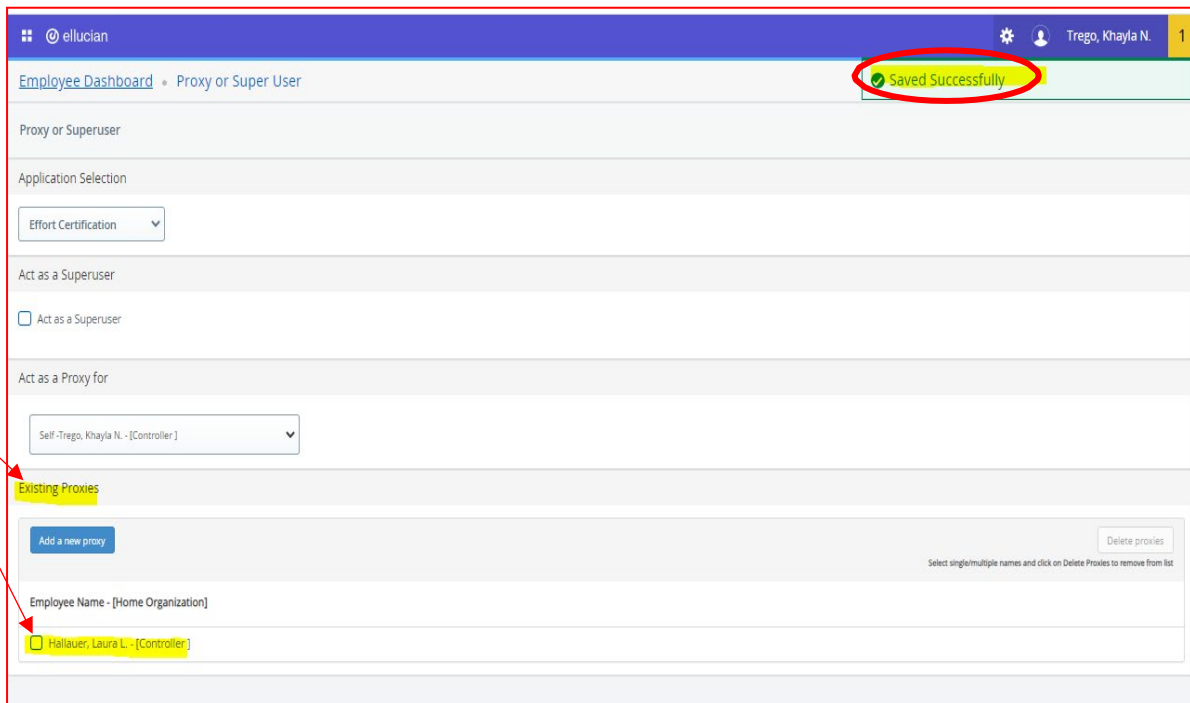 ellucian Trego, Khayla N. 1
Employee Dashboard • Proxy or Super User
Saved Successfully
Proxy or Superuser
Application Selection
Effort Certification
Act as a Superuser
Act as a Superuser
Act as a Proxy for
Self -Trego, Khayla N. - [Controller ]
Existing Proxies
Add a new proxy
Delete proxies
Select single/multiple names and click on Delete Proxies to remove from list
Employee Name - [Home Organization]
Hallauer, Laura L. - [Controller ]